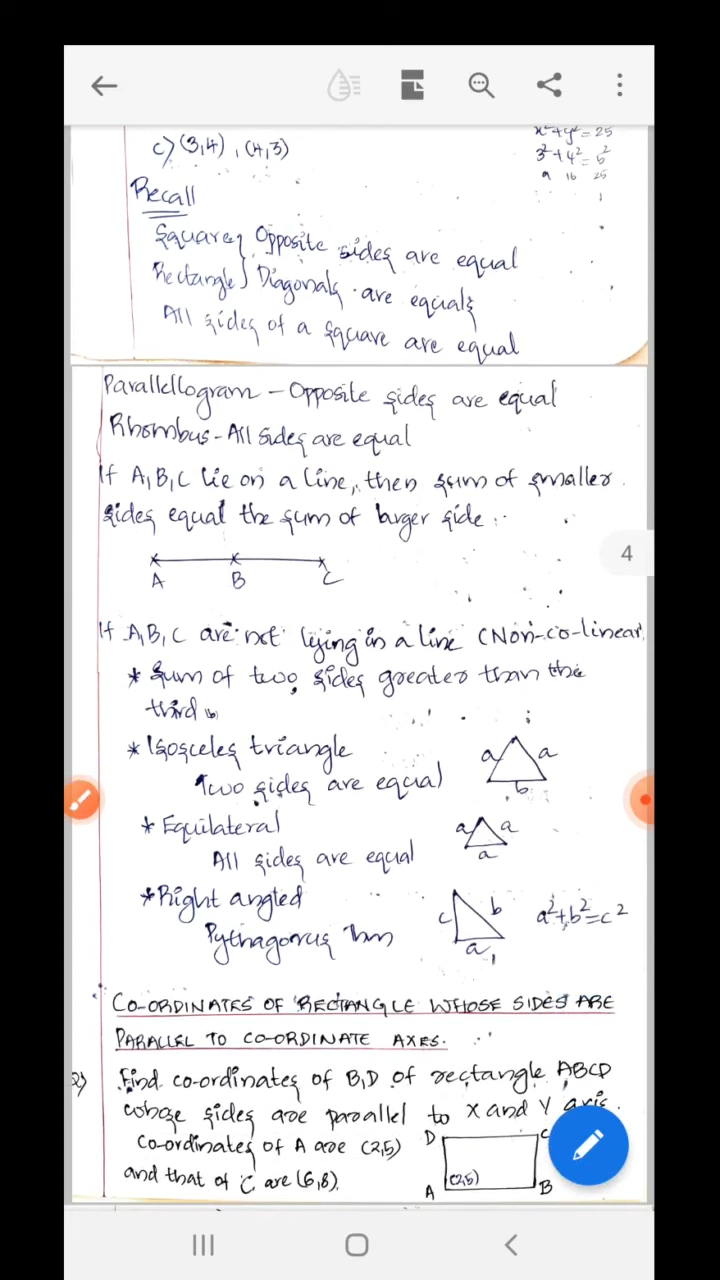 x²+y²=25
c) (3,4) , (4,3)
3²+4²=5²
9 16 25
Recall
Square } Opposite sides are equal
Rectangle } Diagonals are equal
All sides of a square are equal
Parallellogram - Opposite sides are equal
Rhombus - All sides are equal
If A,B,C lie on a line, then sum of smaller
sides equal the sum of larger side.
4
A B C
If A,B,C are not lying in a line (Non-co-linear
* Sum of two sides greater than the
third
* Isosceles triangle
a a
Two sides are equal
b
* Equilateral
a a
All sides are equal
a
* Right angled
c b a²+b²=c²
Pythagorus Thm
a
CO-ORDINATES OF RECTANGLE WHOSE SIDES ARE
PARALLEL TO CO-ORDINATE AXES.
2) Find co-ordinates of B,D of rectangle ABCD
whose sides are parallel to X and Y axis.
Co-ordinates of A are (2,5)
D C
and that of C are (6,8).
(2,5)
A B